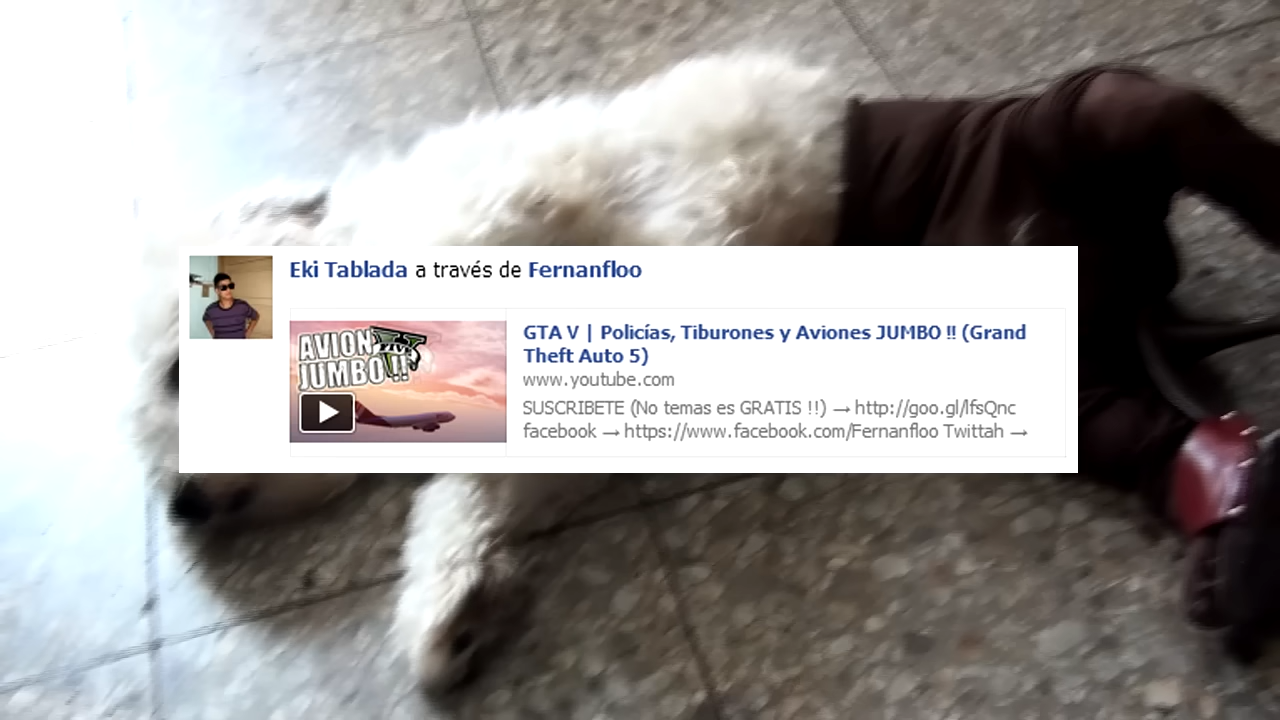 Eki Tablada a través de Fernanfloo
AVION
V
FIVE
JUMBO !!
GTA V | Policías, Tiburones y Aviones JUMBO !! (Grand
Theft Auto 5)
www.youtube.com
SUSCRIBETE (No temas es GRATIS !!) → http://goo.gl/lfsQnc
facebook → https://www.facebook.com/Fernanfloo Twittah →